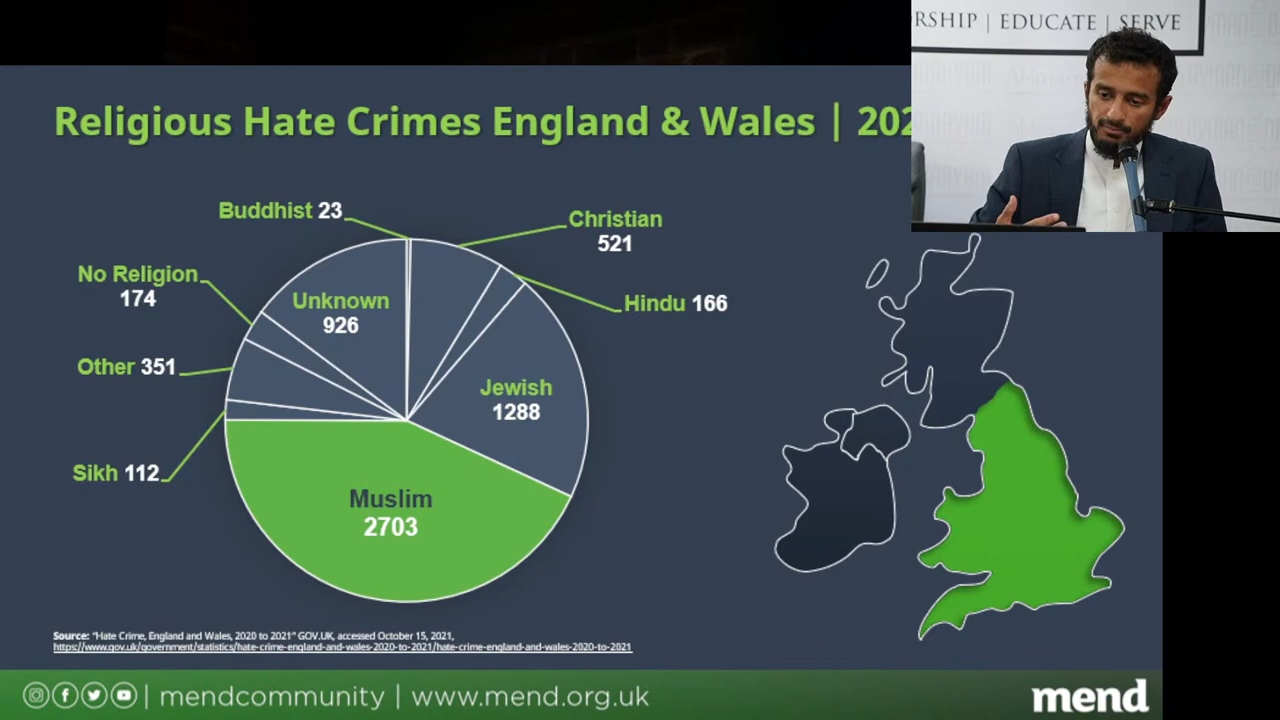 RSHIP | EDUCATE | SERVE
Religious Hate Crimes England & Wales | 202
Buddhist 23
Christian
521
No Religion
174
Unknown
926
Hindu 166
Other 351
Jewish
1288
Sikh 112
Muslim
2703
Source: "Hate Crime, England and Wales, 2020 to 2021" GOV.UK, accessed October 15, 2021,
https://www.gov.uk/government/statistics/hate-crime-england-and-wales-2020-to-2021/hate-crime-england-and-wales-2020-to-2021
| mendcommunity | www.mend.org.uk
mend